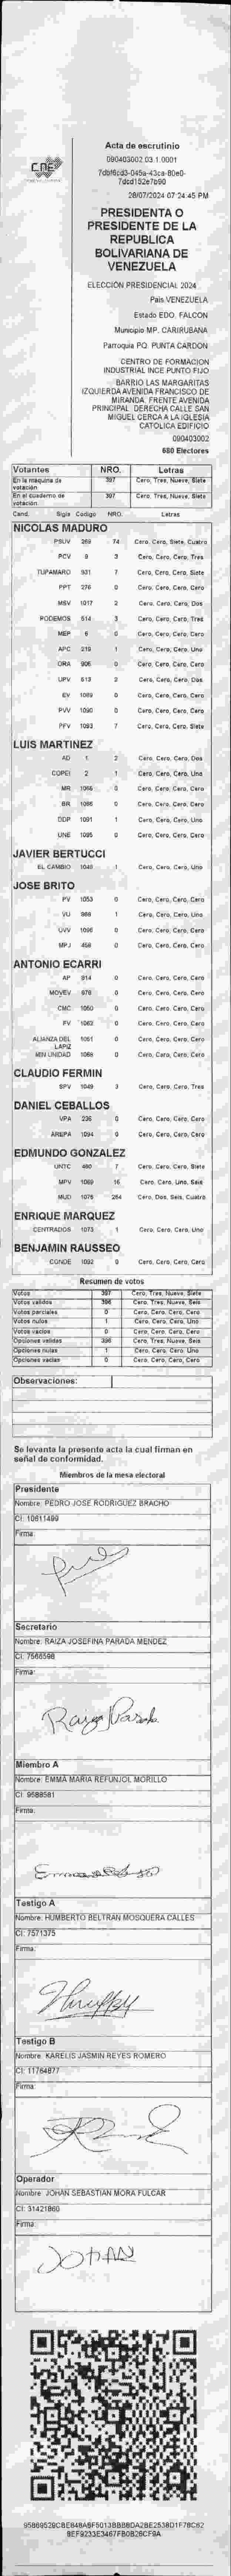 CNE
Acta de escrutinio
090403002.03.1.0001
28/07/2024 07:24:45 PM
PRESIDENTA O
PRESIDENTE DE LA
REPUBLICA
BOLIVARIANA DE
VENEZUELA
ELECCIÓN PRESIDENCIAL 2024
País VENEZUELA
Estado EDO. FALCON
Municipio MP. CARIRUBANA
Parroquia PQ. PUNTA CARDON
CENTRO DE FORMACION
INDUSTRIAL INCE PUNTO FIJO
BARRIO LAS MARGARITAS
IZQUIERDA AVENIDA FRANCISCO DE
MIRANDA. FRENTE AVENIDA
PRINCIPAL DERECHA CALLE SAN
MIGUEL CERCA A LA IGLESIA
CATOLICA EDIFICIO
090403002
680 Electores
Votantes NRO. Letras
En la máquina de votación 397 Cero, Tres, Nueve, Siete
En el cuaderno de votación 397 Cero, Tres, Nueve, Siete
Cand. Sigla Codigo NRO. Letras
NICOLAS MADURO
PSUV 269 74 Cero, Cero, Siete, Cuatro
PCV 9 3 Cero, Cero, Cero, Tres
TUPAMARO 931 7 Cero, Cero, Cero, Siete
PPT 276 0 Cero, Cero, Cero, Cero
MSV 1017 2 Cero, Cero, Cero, Dos
PODEMOS 514 3 Cero, Cero, Cero, Tres
MEP 6 0 Cero, Cero, Cero, Cero
APC 219 1 Cero, Cero, Cero, Uno
ORA 906 0 Cero, Cero, Cero, Cero
UPV 613 2 Cero, Cero, Cero, Dos
EV 1089 0 Cero, Cero, Cero, Cero
PVV 1090 0 Cero, Cero, Cero, Cero
PFV 1093 7 Cero, Cero, Cero, Siete
LUIS MARTINEZ
AD 1 2 Cero, Cero, Cero, Dos
COPEI 2 1 Cero, Cero, Cero, Uno
MR 1066 0 Cero, Cero, Cero, Cero
BR 0 Cero, Cero, Cero, Cero
DDP 1091 1 Cero, Cero, Cero, Uno
UNE 1095 0 Cero, Cero, Cero, Cero
JAVIER BERTUCCI
EL CAMBIO 1048 1 Cero, Cero, Cero, Uno
JOSE BRITO
PV 1053 0 Cero, Cero, Cero, Cero
VU 968 1 Cero, Cero, Cero, Uno
UVV 1096 0 Cero, Cero, Cero, Cero
MPJ 458 0 Cero, Cero, Cero, Cero
ANTONIO ECARRI
AP 914 0 Cero, Cero, Cero, Cero
MOVEV 976 0 Cero, Cero, Cero, Cero
CMC 1050 0 Cero, Cero, Cero, Cero
FV 1062 0 Cero, Cero, Cero, Cero
ALIANZA DEL LAPIZ 1051 0 Cero, Cero, Cero, Cero
MIN UNIDAD 1068 0 Cero, Cero, Cero, Cero
CLAUDIO FERMIN
SPV 1049 3 Cero, Cero, Cero, Tres
DANIEL CEBALLOS
VPA 236 0 Cero, Cero, Cero, Cero
AREPA 1094 0 Cero, Cero, Cero, Cero
EDMUNDO GONZALEZ
UNTC 480 7 Cero, Cero, Cero, Siete
MPV 1069 16 Cero, Cero, Uno, Seis
MUD 1075 264 Cero, Dos, Seis, Cuatro
ENRIQUE MARQUEZ
CENTRADOS 1073 1 Cero, Cero, Cero, Uno
BENJAMIN RAUSSEO
CONDE 1092 0 Cero, Cero, Cero, Cero
Resumen de votos
Votos 397 Cero, Tres, Nueve, Siete
Votos validos 396 Cero, Tres, Nueve, Seis
Votos parciales 0 Cero, Cero, Cero, Cero
Votos nulos 1 Cero, Cero, Cero, Uno
Votos vacios 0 Cero, Cero, Cero, Cero
Opciones validas 396 Cero, Tres, Nueve, Seis
Opciones nulas 1 Cero, Cero, Cero, Uno
Opciones vacias 0 Cero, Cero, Cero, Cero
Observaciones:
Se levanta la presente acta la cual firman en
señal de conformidad.
Miembros de la mesa electoral
Presidente
Nombre: PEDRO JOSE RODRIGUEZ BRACHO
CI: 10611499
Firma:
Secretario
Nombre: RAIZA JOSEFINA PARADA MENDEZ
CI: 7566598
Firma:
Miembro A
Nombre: EMMA MARIA REFUNJOL MORILLO
CI: 9588581
Firma:
Testigo A
Nombre: HUMBERTO BELTRAN MOSQUERA CALLES
CI: 7571375
Firma:
Testigo B
Nombre: KARELIS JASMIN REYES ROMERO
CI: 11764877
Firma:
Operador
Nombre: JOHAN SEBASTIAN MORA FULCAR
CI: 31421860
Firma:
JOHAN